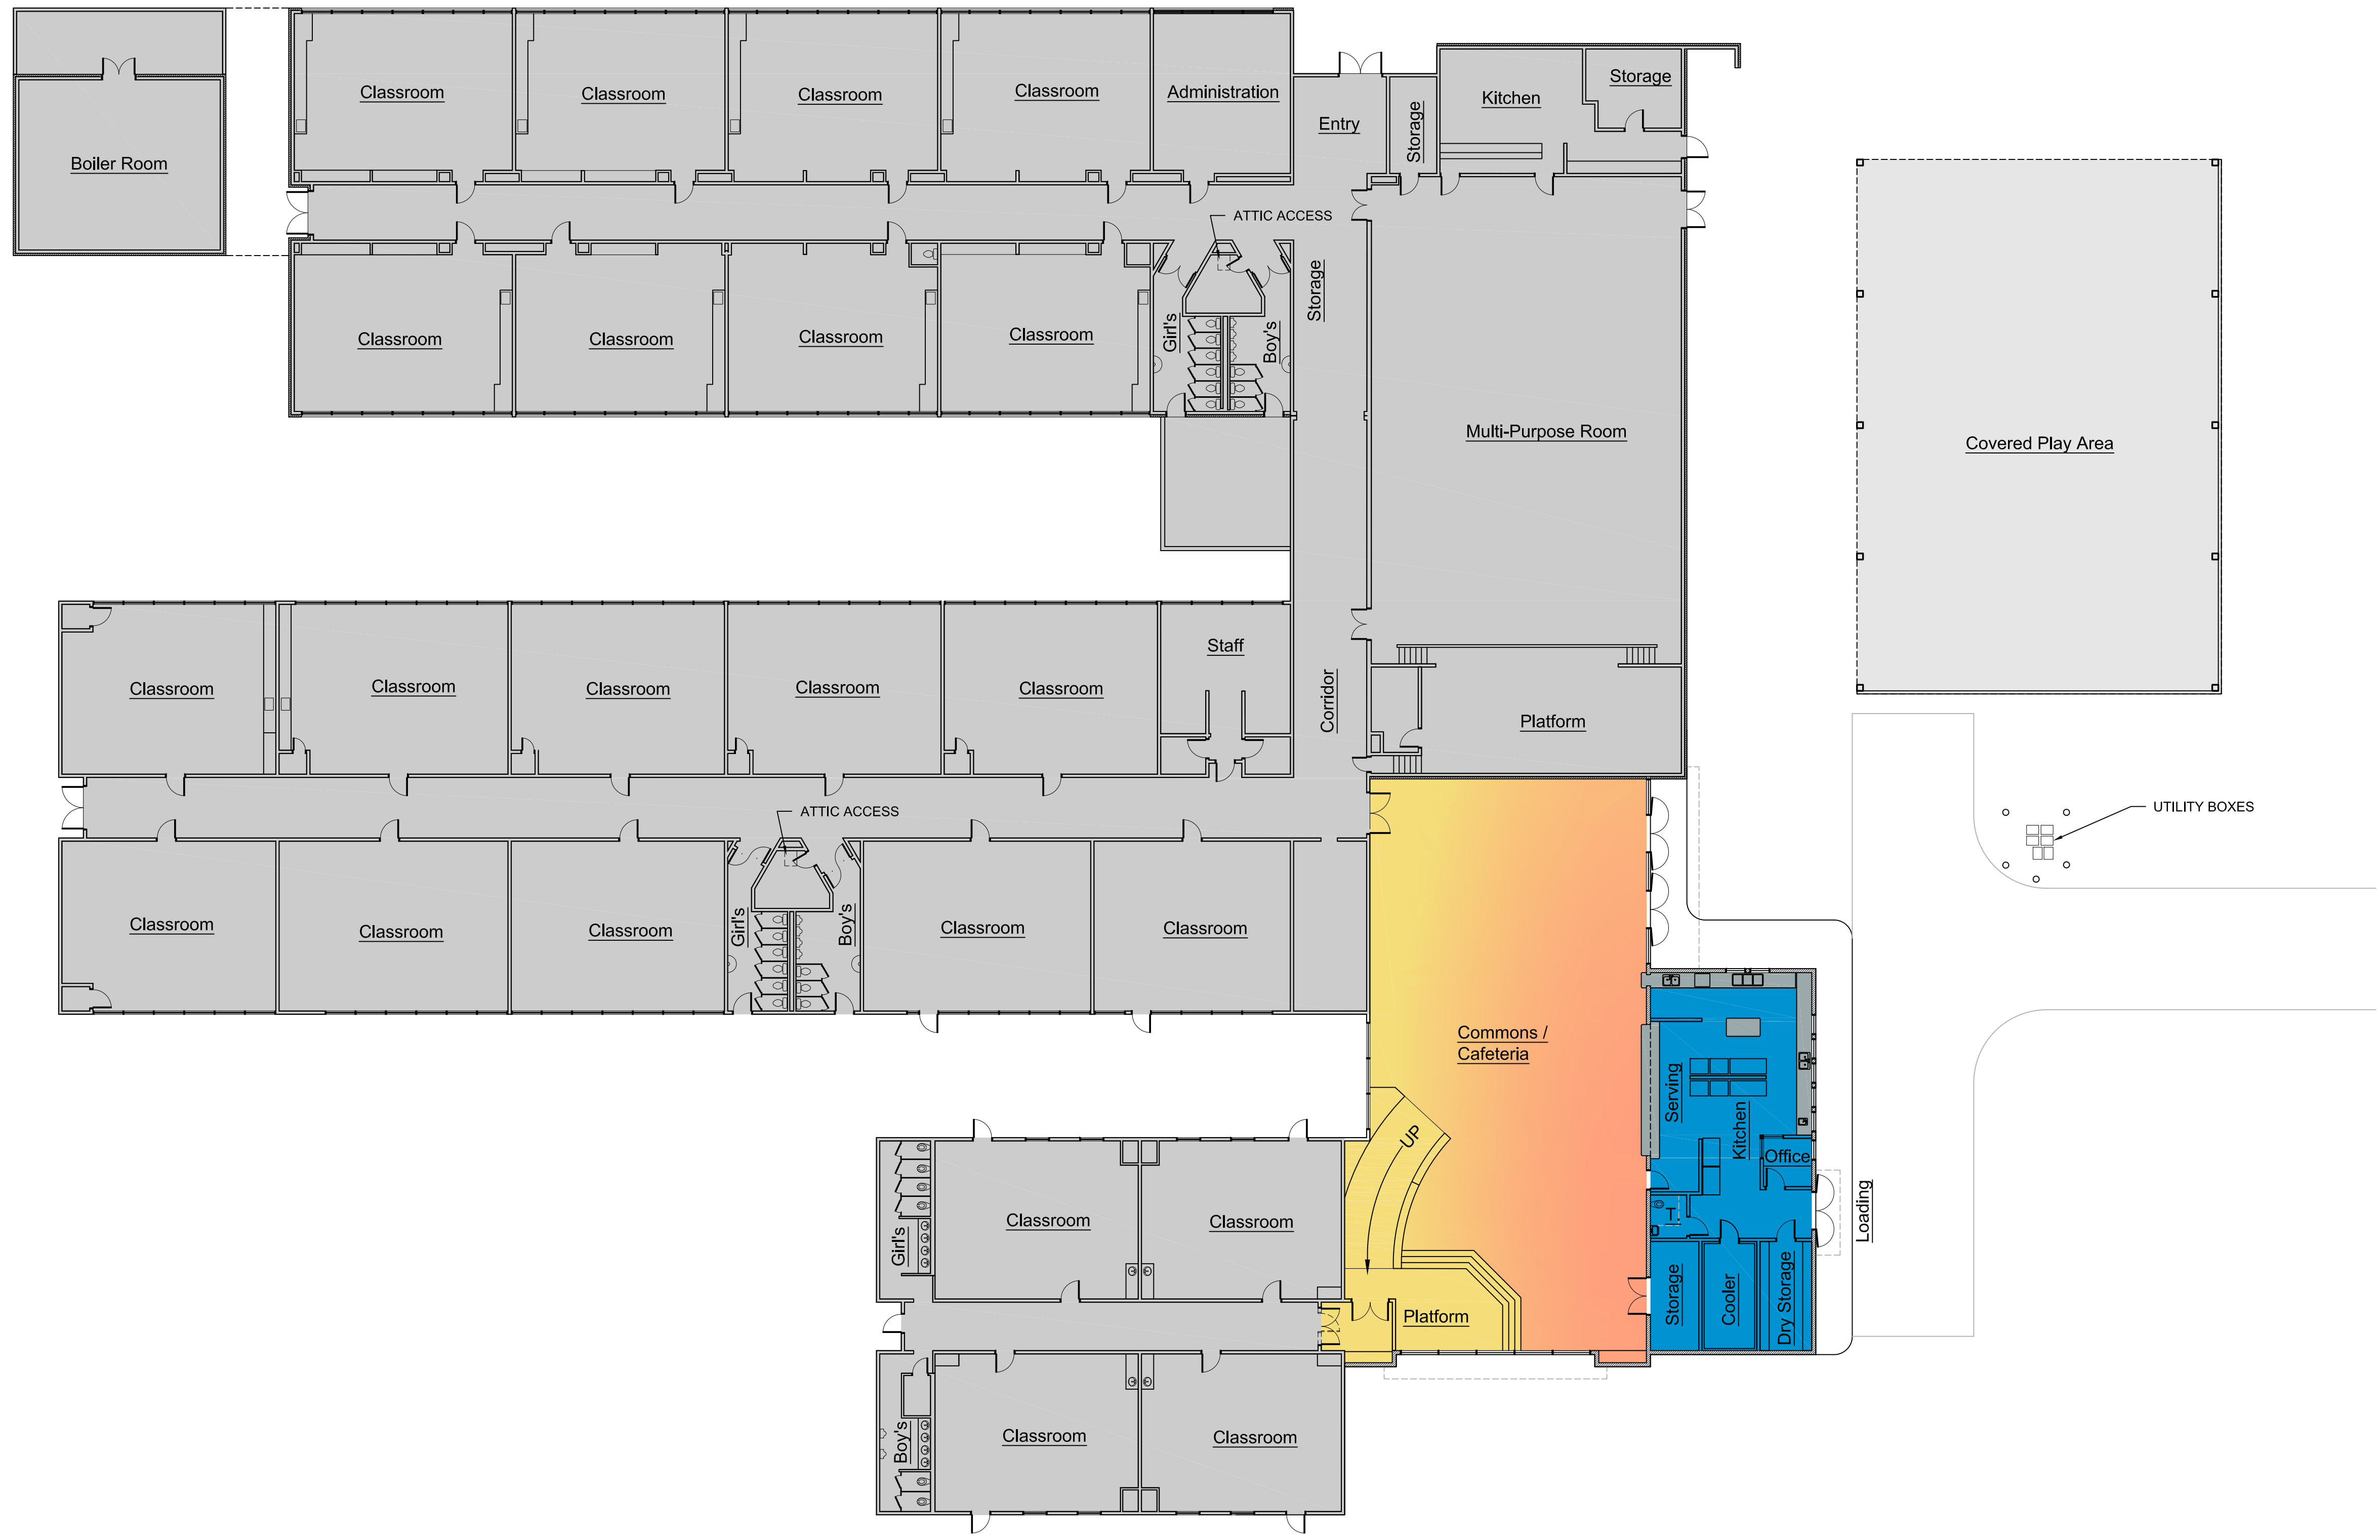 Classroom
Classroom
Classroom
Classroom
Administration
Entry
Storage
Kitchen
Storage
Boiler Room
ATTIC ACCESS
Classroom
Classroom
Classroom
Classroom
Girl's
Boy's
Storage
Multi-Purpose Room
Covered Play Area
Classroom
Classroom
Classroom
Classroom
Classroom
Staff
Corridor
Platform
ATTIC ACCESS
UTILITY BOXES
Classroom
Classroom
Classroom
Girl's
Boy's
Classroom
Classroom
Commons /
Cafeteria
Serving
Kitchen
Office
UP
T.
Loading
Girl's
Classroom
Classroom
Platform
Storage
Cooler
Dry Storage
Boy's
Classroom
Classroom